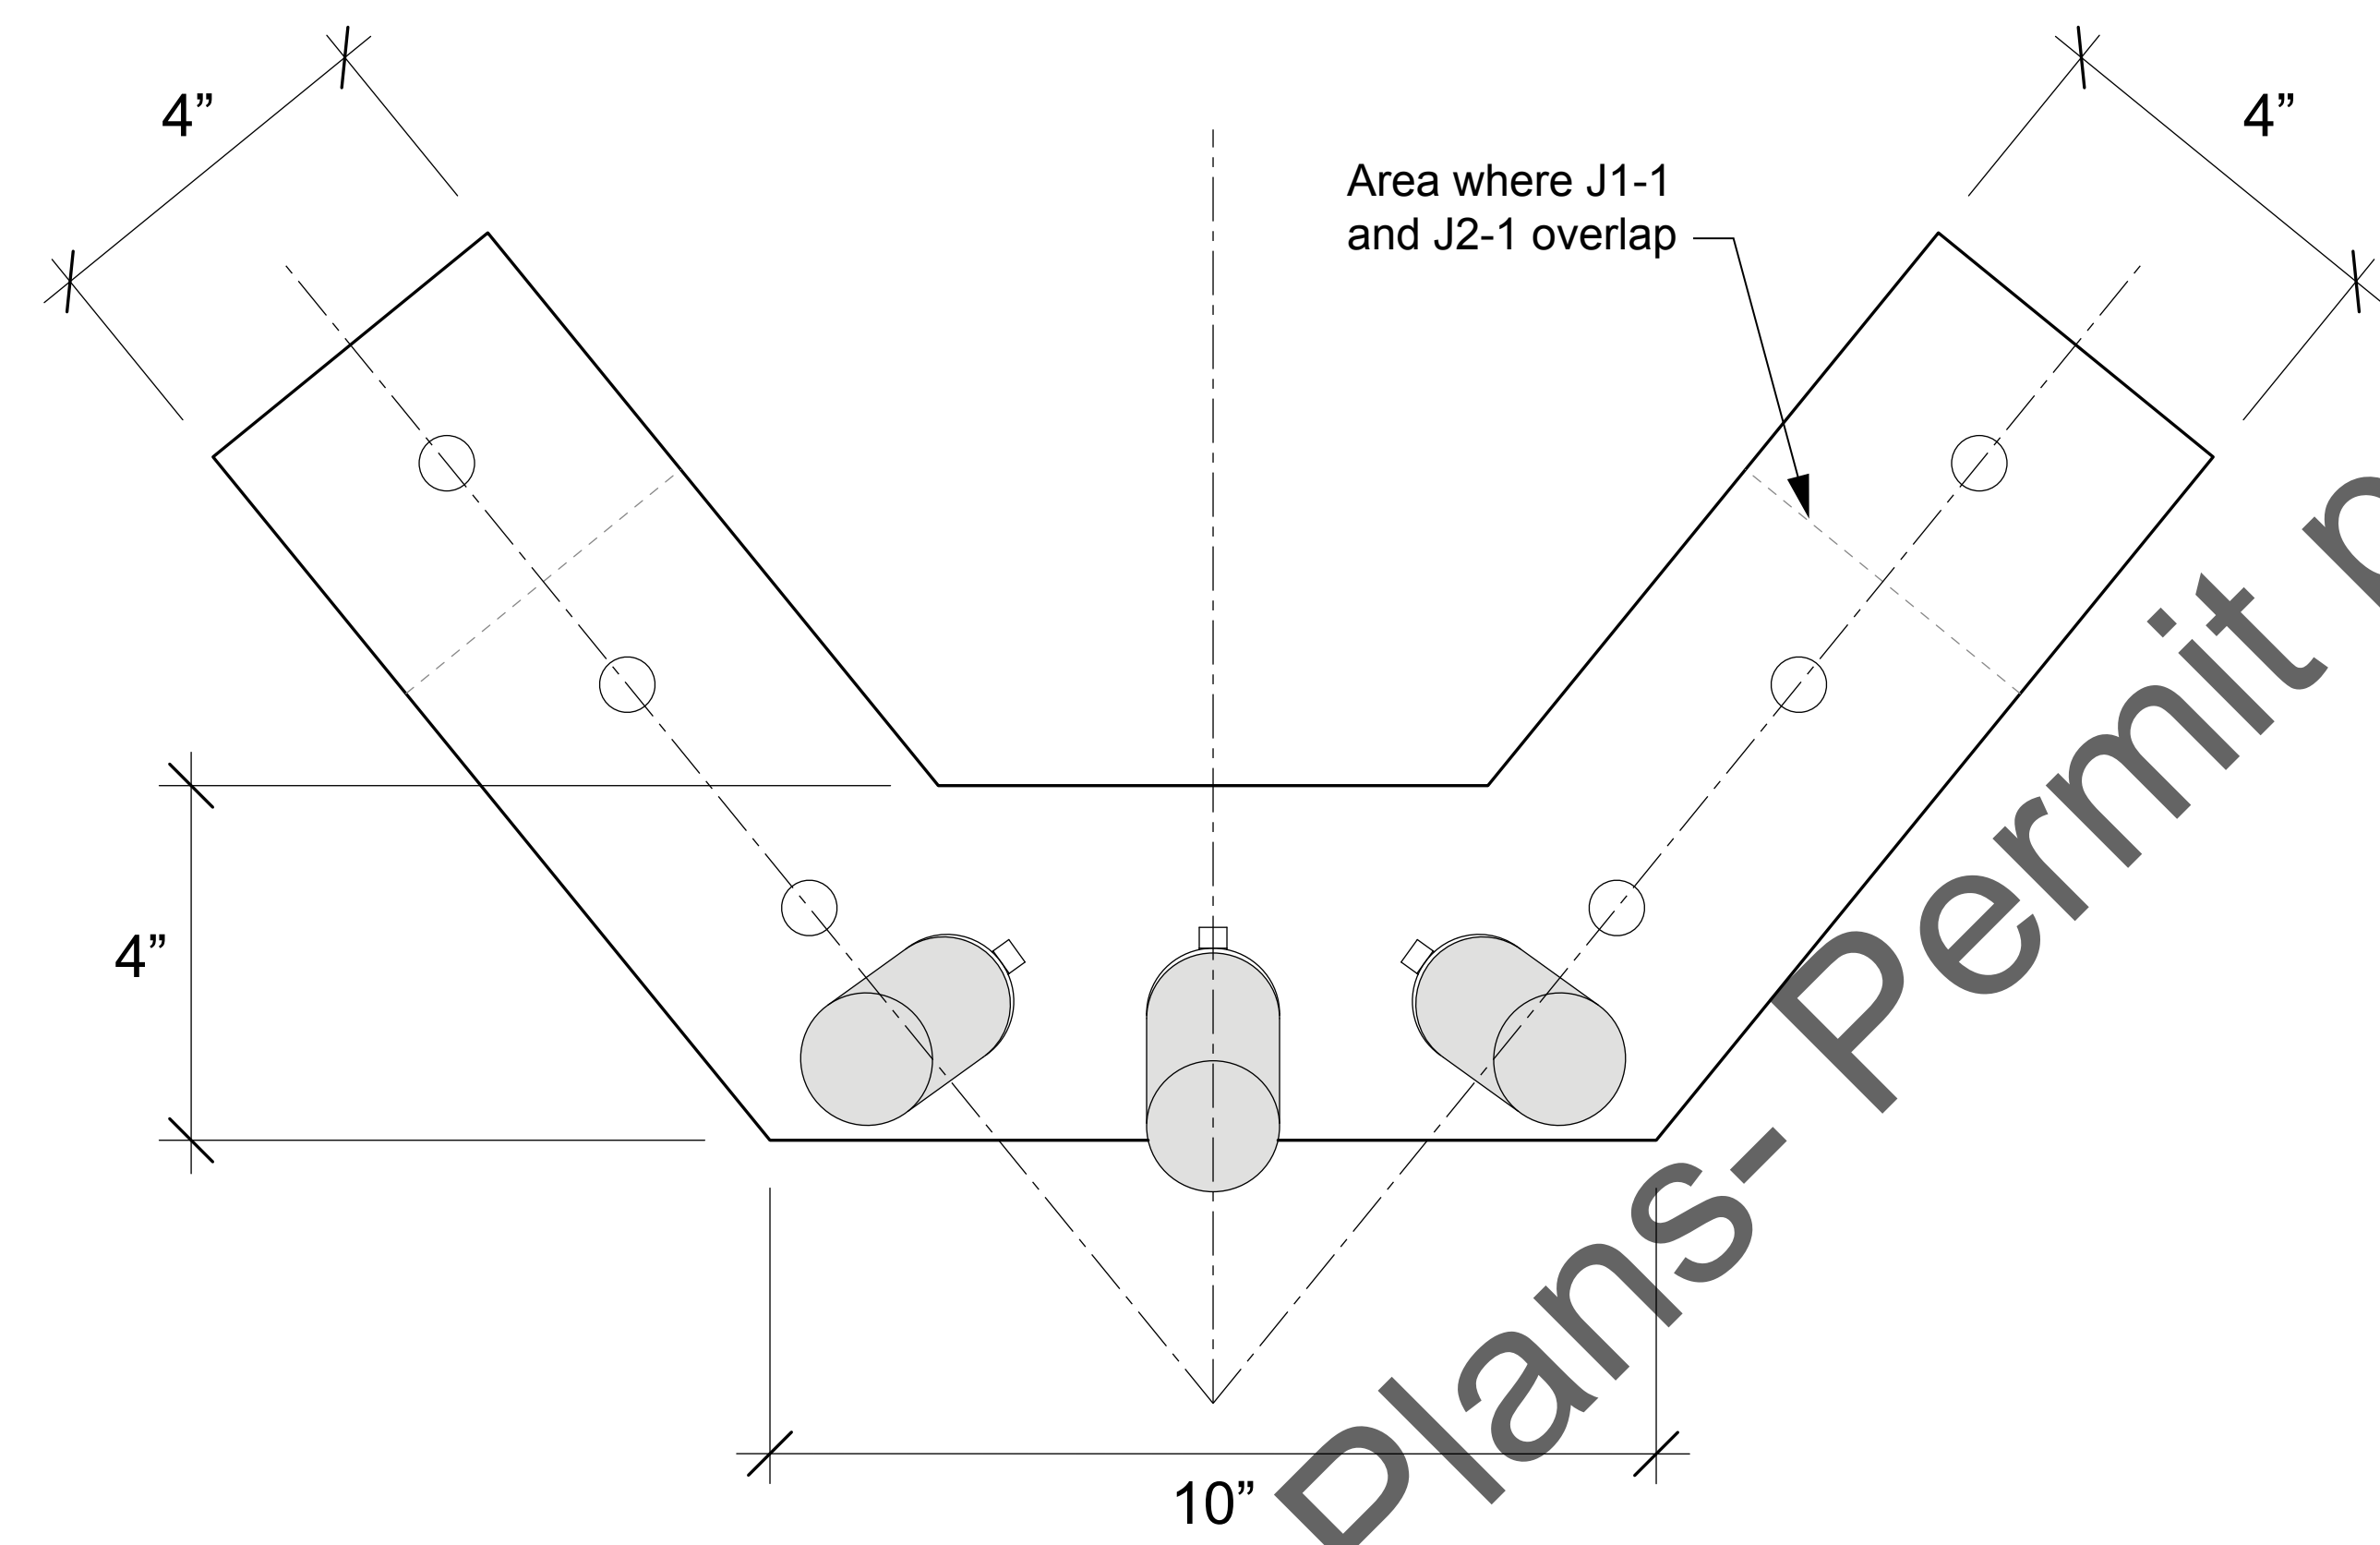 4”
4”
Area where J1-1
and J2-1 overlap
4”
10”
Plans- Permit